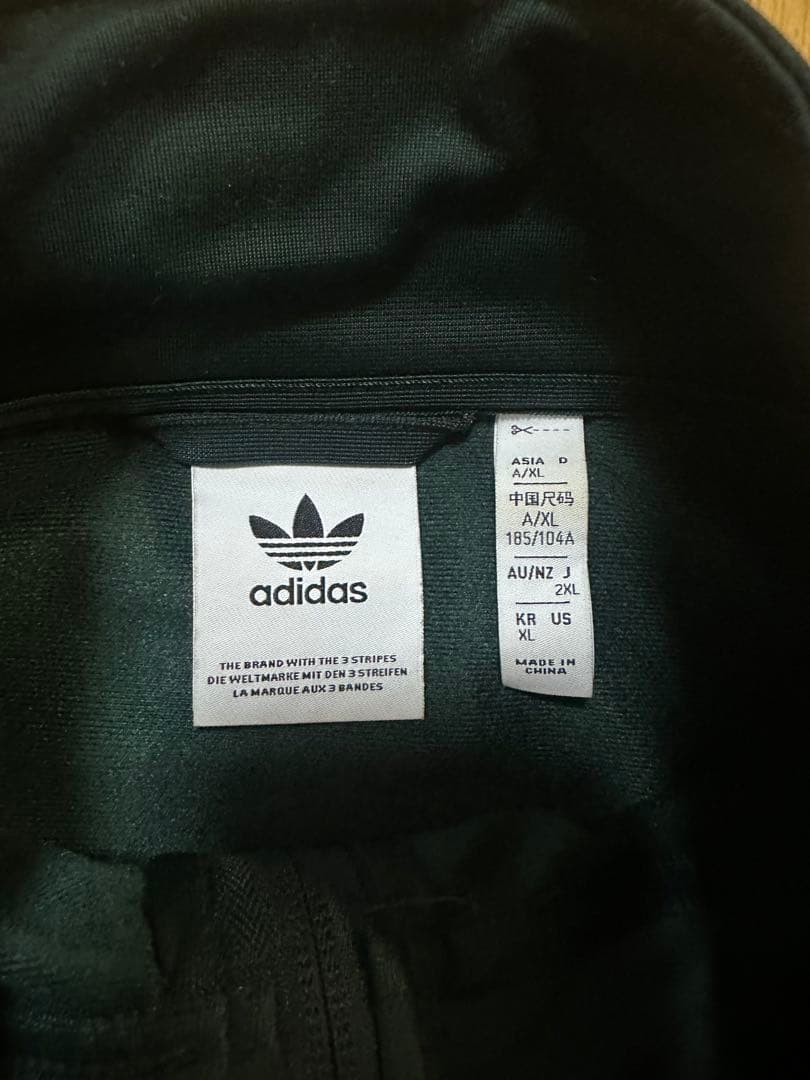 adidas
THE BRAND WITH THE 3 STRIPES
DIE WELTMARKE MIT DEN 3 STREIFEN
LA MARQUE AUX 3 BANDES
ASIA D
A/XL
中国尺码
A/XL
185/104A
AU/NZ J
2XL
KR US
XL
MADE IN
CHINA